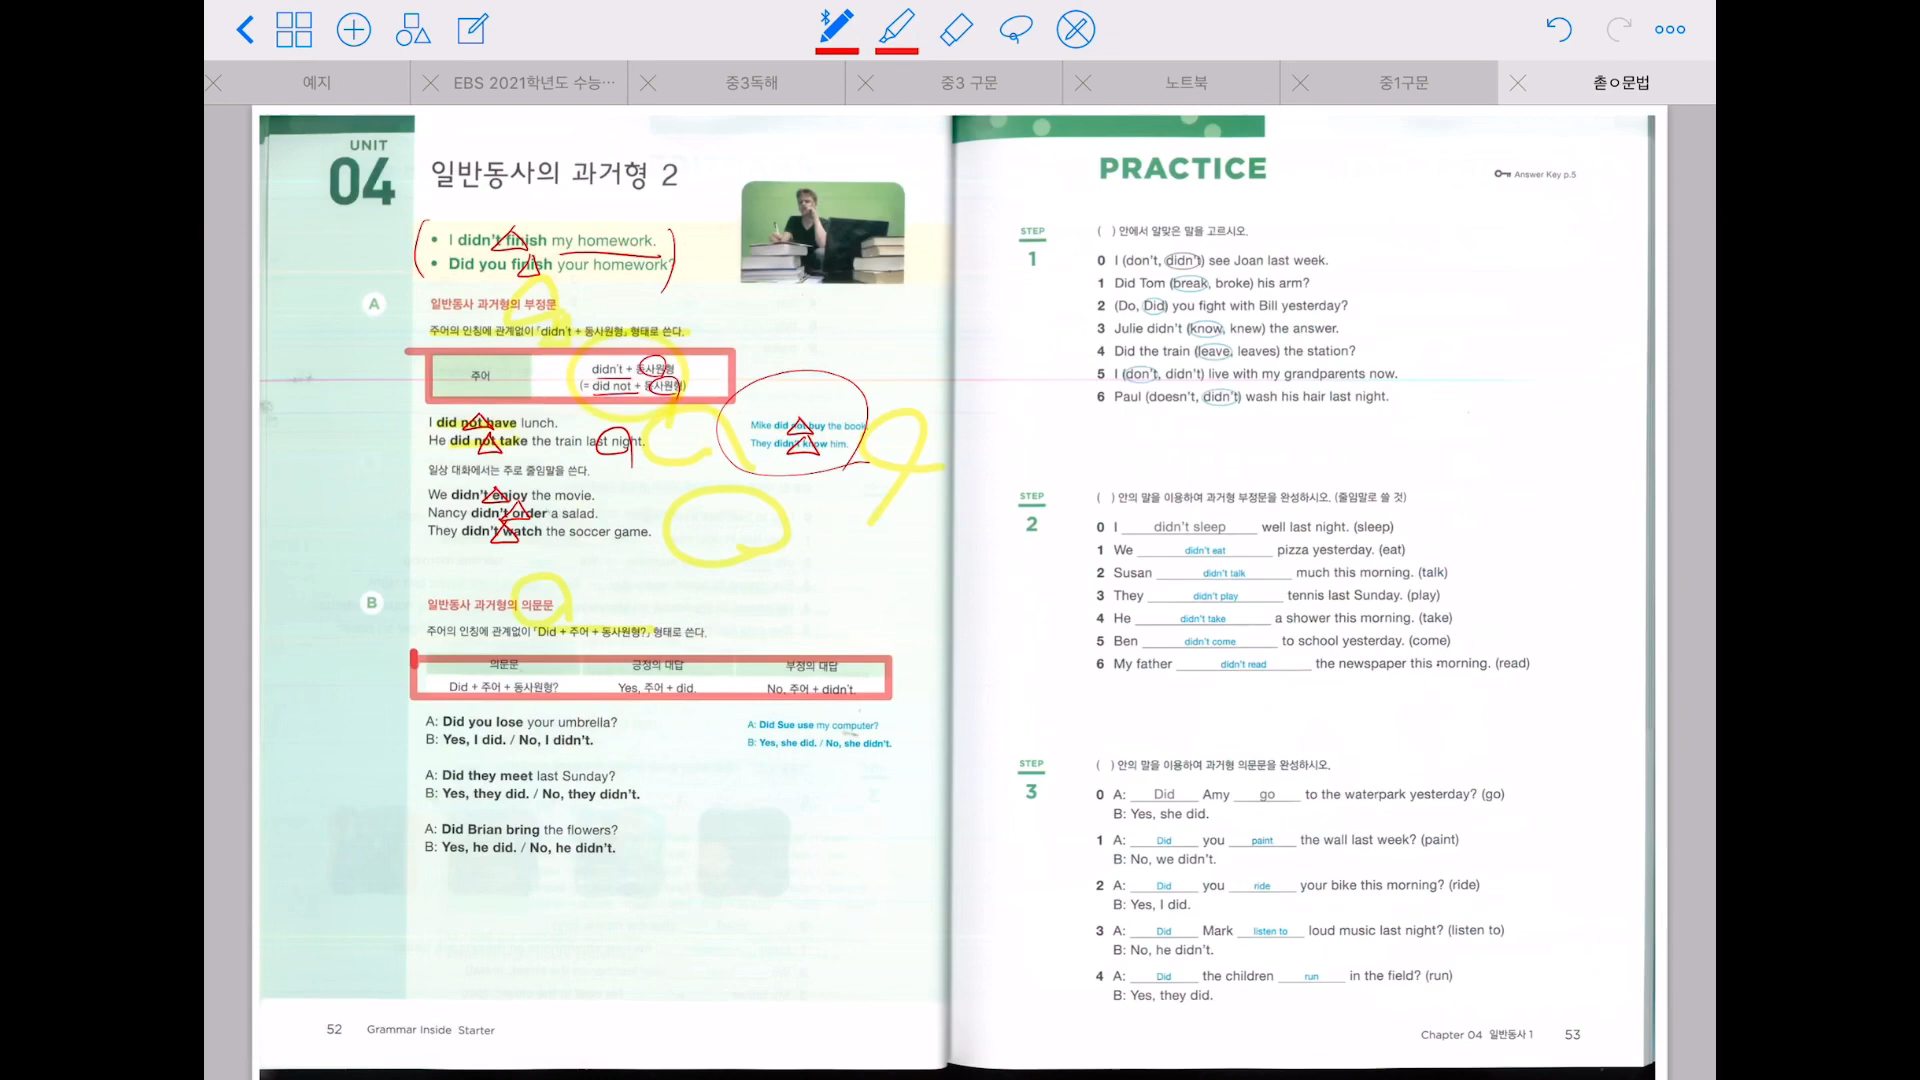 예지
EBS 2021학년도 수능…
중3독해
중3 구문
노트북
중1구문
촏ㅇ문법
UNIT
04
일반동사의 과거형 2
• I didn't finish my homework.
• Did you finish your homework?
A
일반동사 과거형의 부정문
주어의 인칭에 관계없이 「didn't + 동사원형」 형태로 쓴다.
주어
didn't + 동사원형
(= did not + 동사원형)
I did not have lunch.
He did not take the train last night.
Mike did not buy the book.
They didn't know him.
일상 대화에서는 주로 줄임말을 쓴다.
We didn't enjoy the movie.
Nancy didn't order a salad.
They didn't watch the soccer game.
B
일반동사 과거형의 의문문
주어의 인칭에 관계없이 「Did + 주어 + 동사원형?」 형태로 쓴다.
의문문 긍정의 대답 부정의 대답
Did + 주어 + 동사원형? Yes, 주어 + did. No, 주어 + didn't.
A: Did you lose your umbrella?
B: Yes, I did. / No, I didn't.
A: Did Sue use my computer?
B: Yes, she did. / No, she didn't.
A: Did they meet last Sunday?
B: Yes, they did. / No, they didn't.
A: Did Brian bring the flowers?
B: Yes, he did. / No, he didn't.
52 Grammar Inside Starter
PRACTICE
Answer Key p.5
STEP
1
( ) 안에서 알맞은 말을 고르시오.
0 I (don't, didn't) see Joan last week.
1 Did Tom (break, broke) his arm?
2 (Do, Did) you fight with Bill yesterday?
3 Julie didn't (know, knew) the answer.
4 Did the train (leave, leaves) the station?
5 I (don't, didn't) live with my grandparents now.
6 Paul (doesn't, didn't) wash his hair last night.
STEP
2
( ) 안의 말을 이용하여 과거형 부정문을 완성하시오. (줄임말로 쓸 것)
0 I didn't sleep well last night. (sleep)
1 We didn't eat pizza yesterday. (eat)
2 Susan didn't talk much this morning. (talk)
3 They didn't play tennis last Sunday. (play)
4 He didn't take a shower this morning. (take)
5 Ben didn't come to school yesterday. (come)
6 My father didn't read the newspaper this morning. (read)
STEP
3
( ) 안의 말을 이용하여 과거형 의문문을 완성하시오.
0 A: Did Amy go to the waterpark yesterday? (go)
B: Yes, she did.
1 A: Did you paint the wall last week? (paint)
B: No, we didn't.
2 A: Did you ride your bike this morning? (ride)
B: Yes, I did.
3 A: Did Mark listen to loud music last night? (listen to)
B: No, he didn't.
4 A: Did the children run in the field? (run)
B: Yes, they did.
Chapter 04 일반동사 1 53